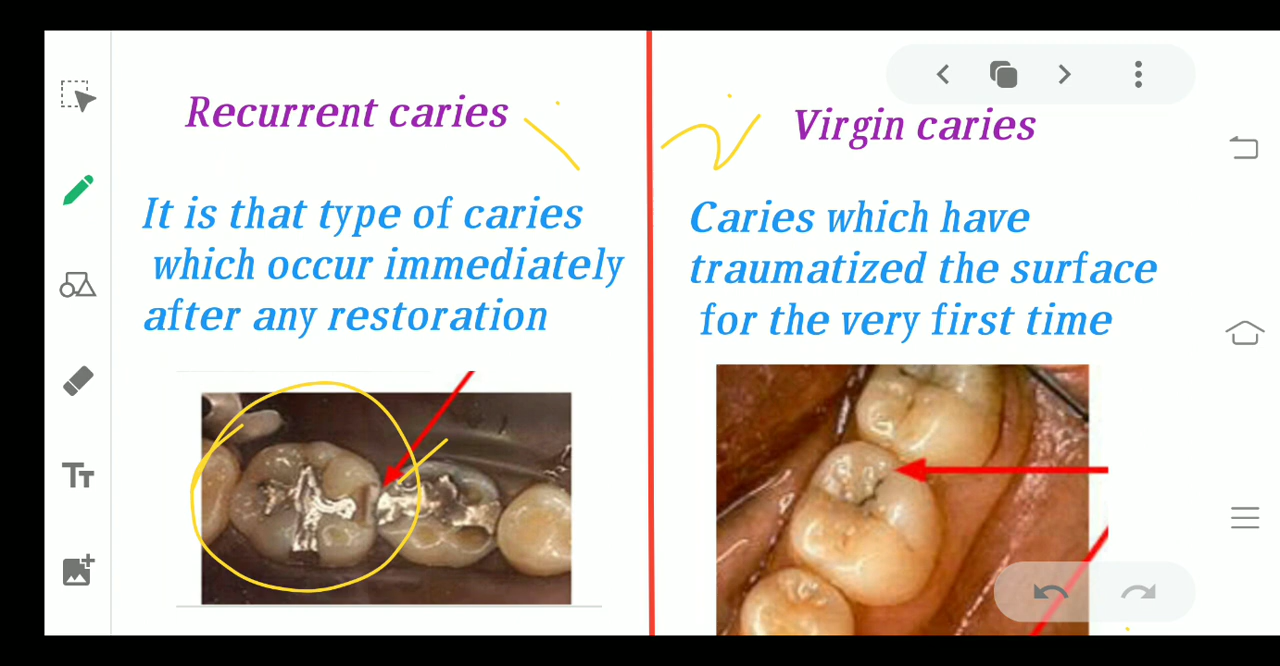 Recurrent caries
It is that type of caries
which occur immediately
after any restoration
Virgin caries
Caries which have
traumatized the surface
for the very first time
TT